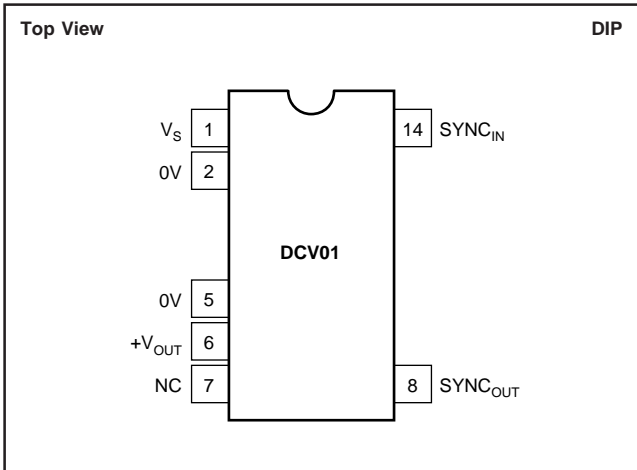 Top View DIP
V_S 1 14 SYNC_IN
0V 2
DCV01
0V 5
+V_OUT 6
NC 7 8 SYNC_OUT